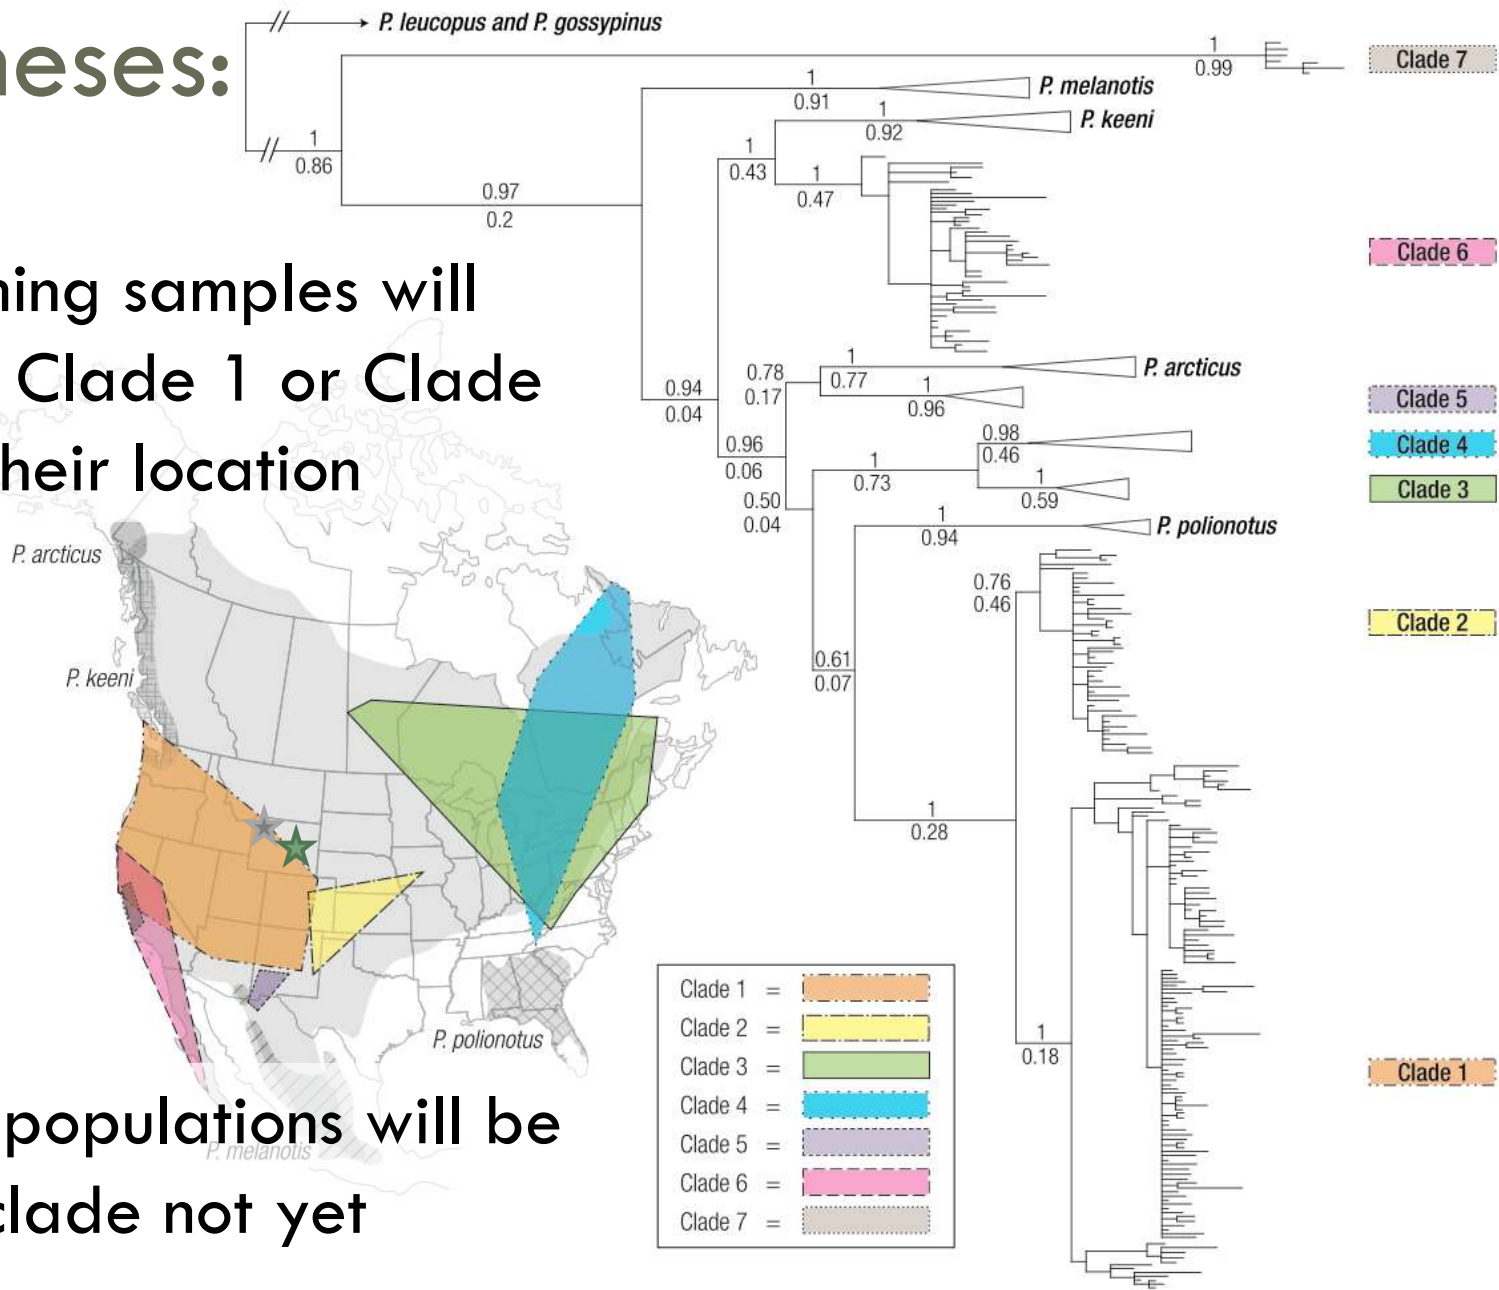 neses:
ning samples will
Clade 1 or Clade
heir location
populations will be
clade not yet
P. leucopus and P. gossypinus
1
0.99
Clade 7
1
0.91
P. melanotis
1
0.92
P. keeni
1
0.86
1
0.43
1
0.47
0.97
0.2
Clade 6
0.94
0.04
0.78
0.17
1
0.77
P. arcticus
1
0.96
Clade 5
0.96
0.06
0.98
0.46
Clade 4
1
0.73
1
0.59
Clade 3
0.50
0.04
1
0.94
P. polionotus
0.76
0.46
Clade 2
0.61
0.07
1
0.28
1
0.18
Clade 1
P. arcticus
P. keeni
P. polionotus
P. melanotis
Clade 1 =
Clade 2 =
Clade 3 =
Clade 4 =
Clade 5 =
Clade 6 =
Clade 7 =